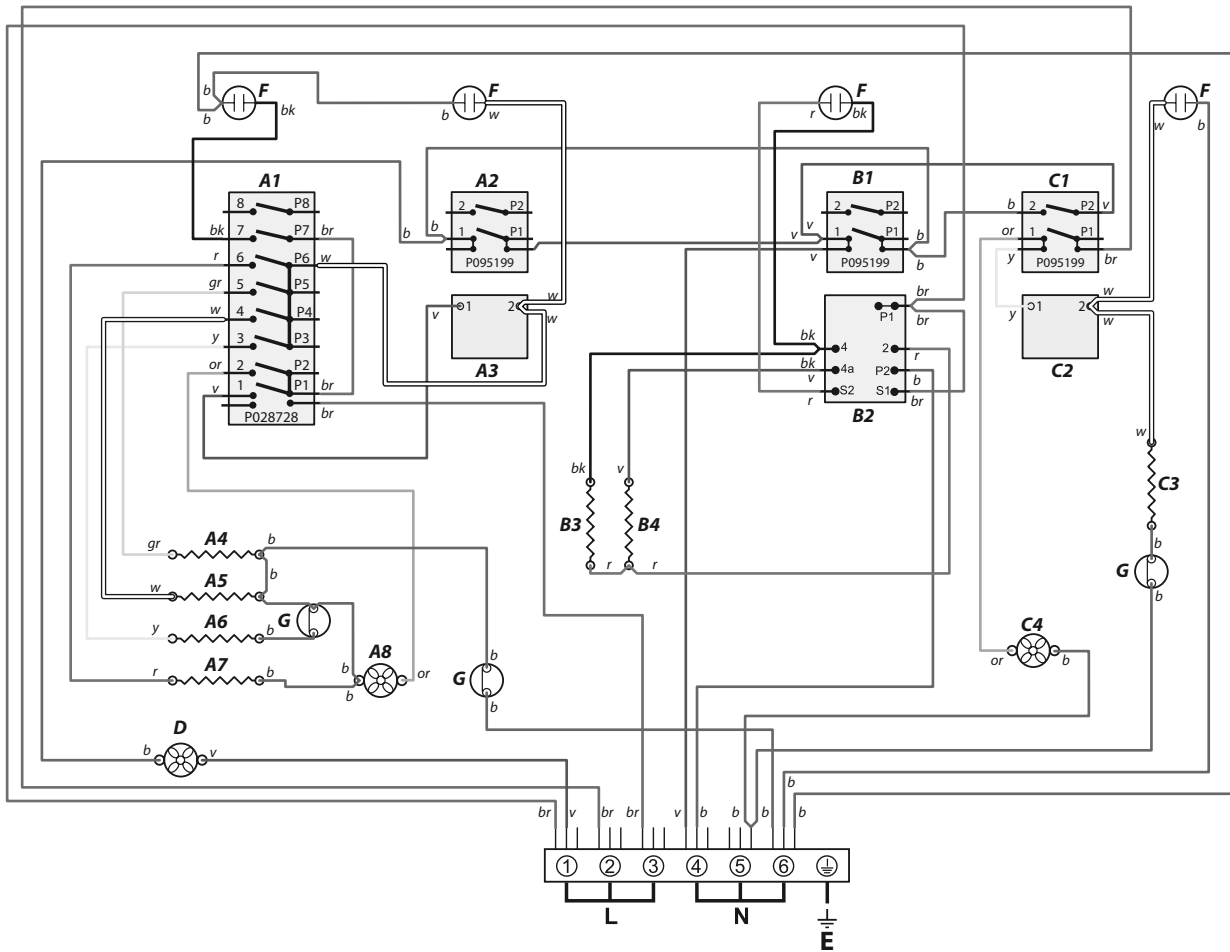 b F F r F F
b bk b w bk w b
A1 A2 B1 C1
8 P8 2 P2 2 P2 b 2 P2 v
bk 7 P7 br b b 1 P1 v v 1 P1 b b or y 1 P1 br
r 6 P6 w P095199 P095199 P095199
gr 5 P5
w 4 P4 v 1 2 w w br br P1 y 1 2 w w
y 3 P3 A3 bk 4 2 r C2
or 2 P2 bk 4a P2 b
v 1 P1 br v r S2 S1 br
P028728 br B2
bk v w
B3 B4 C3
r r
gr A4 b b
w A5 b G
y A6 b G b
r A7 b b b A8 or
G b b
or C4 b
D
b v
br v br br v b b b b b
1 2 3 4 5 6
L N E